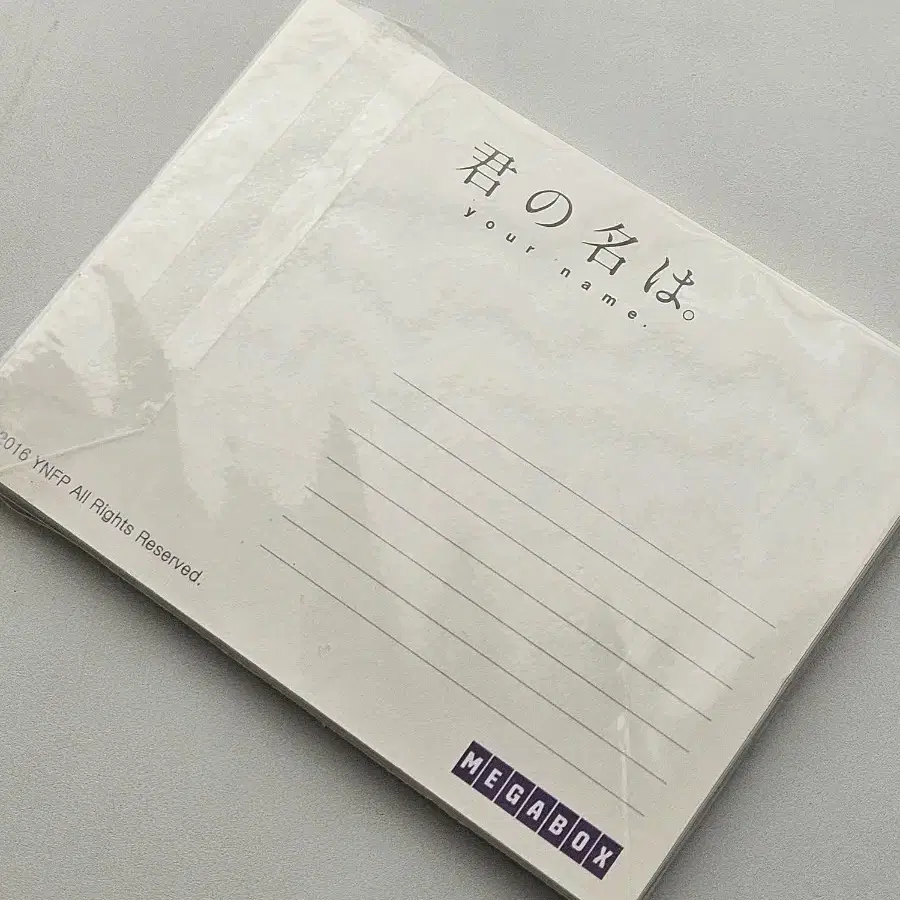 君の名は。
your name.
2016 YNFP All Rights Reserved.
MEGABOX